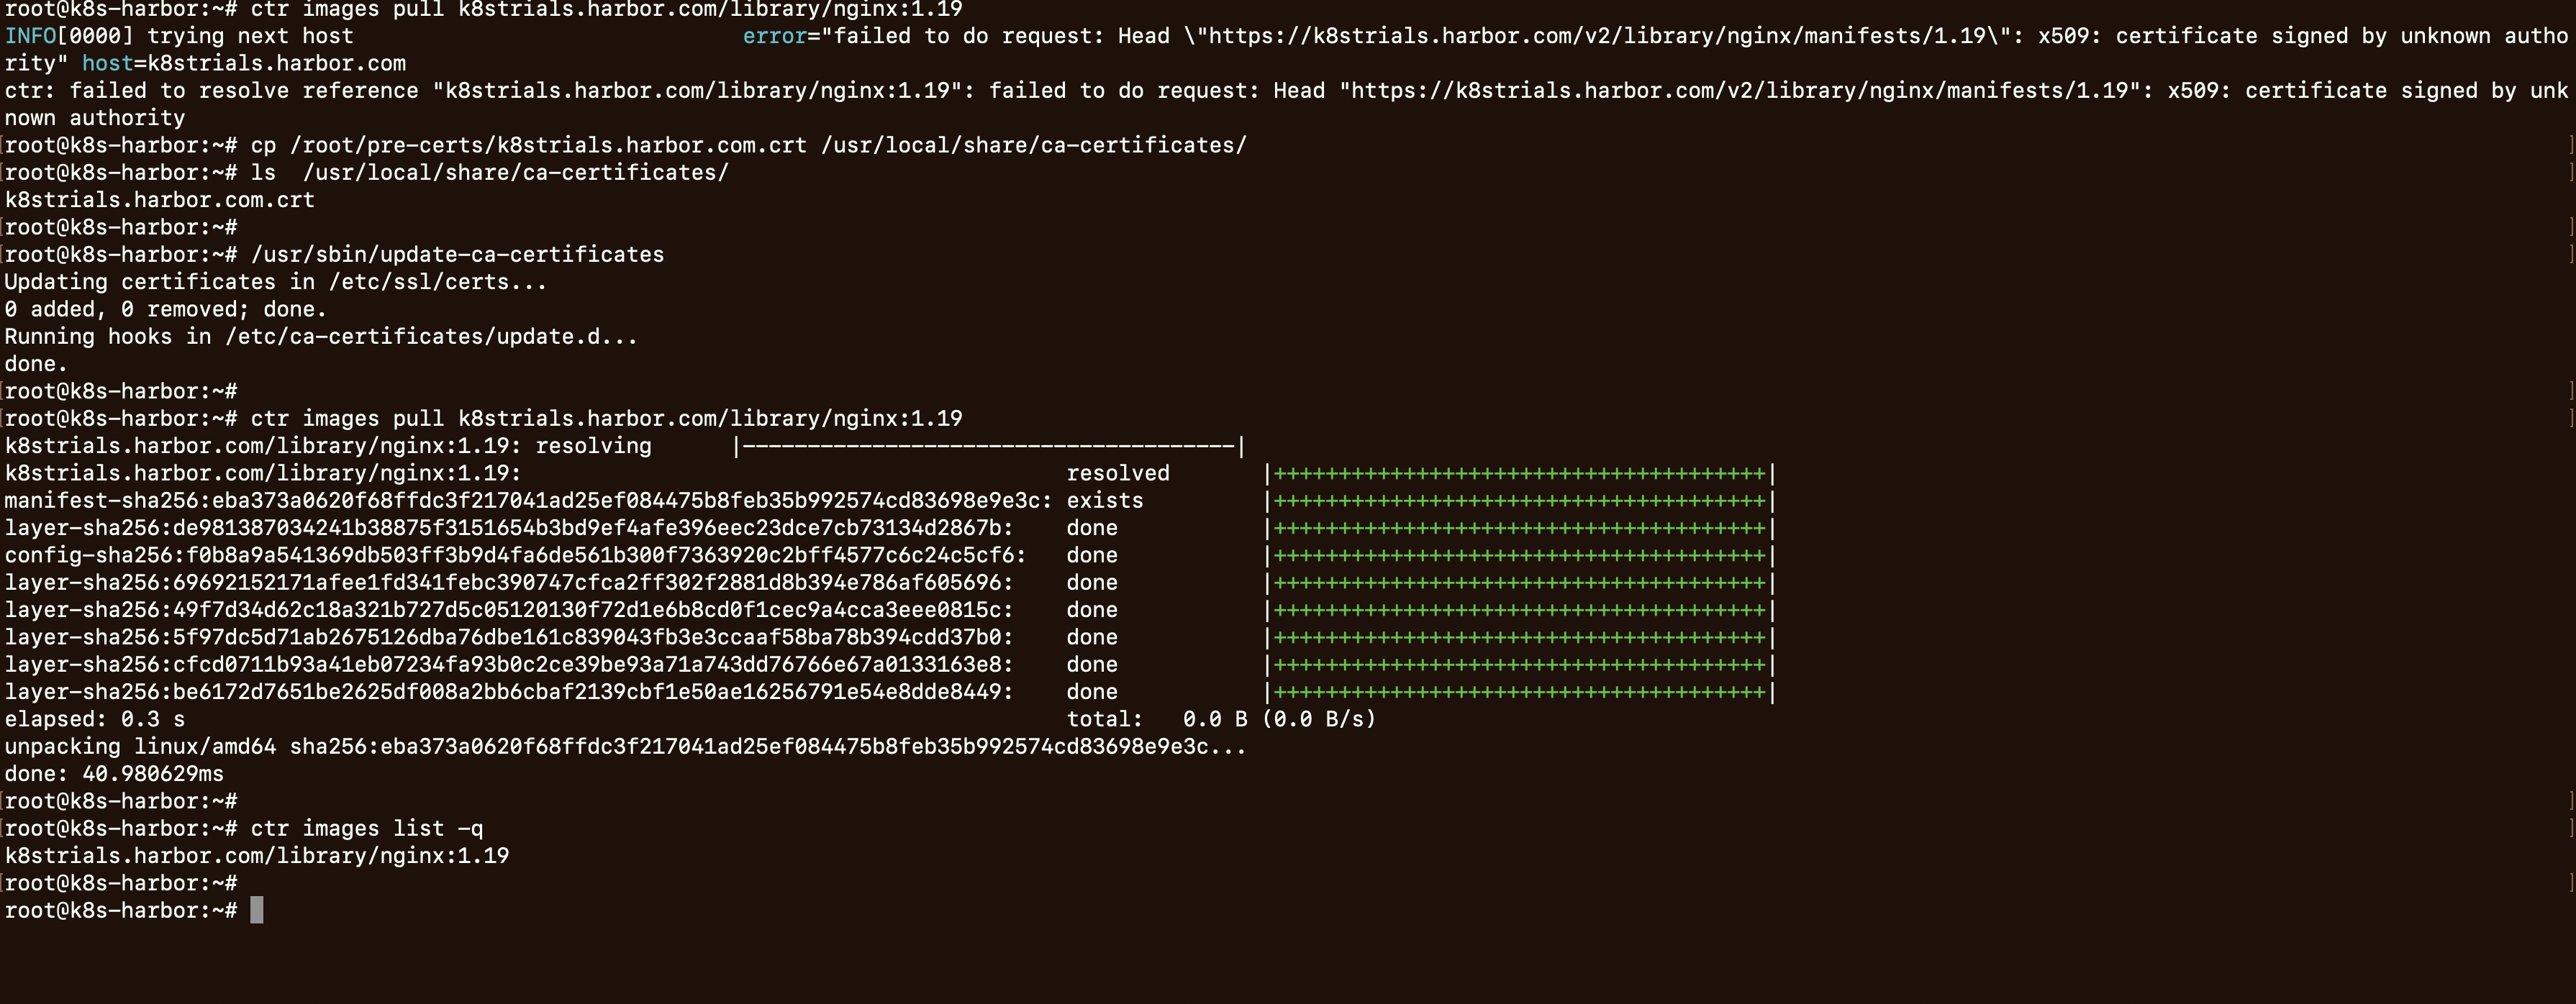 root@k8s-harbor:~# ctr images pull k8strials.harbor.com/library/nginx:1.19
INFO[0000] trying next host                              error="failed to do request: Head \"https://k8strials.harbor.com/v2/library/nginx/manifests/1.19\": x509: certificate signed by unknown autho
rity" host=k8strials.harbor.com
ctr: failed to resolve reference "k8strials.harbor.com/library/nginx:1.19": failed to do request: Head "https://k8strials.harbor.com/v2/library/nginx/manifests/1.19": x509: certificate signed by unk
nown authority
[root@k8s-harbor:~# cp /root/pre-certs/k8strials.harbor.com.crt /usr/local/share/ca-certificates/ ]
[root@k8s-harbor:~# ls  /usr/local/share/ca-certificates/ ]
k8strials.harbor.com.crt
[root@k8s-harbor:~# ]
[root@k8s-harbor:~# /usr/sbin/update-ca-certificates ]
Updating certificates in /etc/ssl/certs...
0 added, 0 removed; done.
Running hooks in /etc/ca-certificates/update.d...
done.
[root@k8s-harbor:~# ]
[root@k8s-harbor:~# ctr images pull k8strials.harbor.com/library/nginx:1.19 ]
k8strials.harbor.com/library/nginx:1.19: resolving      |--------------------------------------|
k8strials.harbor.com/library/nginx:1.19:                                          resolved       |++++++++++++++++++++++++++++++++++++++|
manifest-sha256:eba373a0620f68ffdc3f217041ad25ef084475b8feb35b992574cd83698e9e3c: exists         |++++++++++++++++++++++++++++++++++++++|
layer-sha256:de981387034241b38875f3151654b3bd9ef4afe396eec23dce7cb73134d2867b:    done           |++++++++++++++++++++++++++++++++++++++|
config-sha256:f0b8a9a541369db503ff3b9d4fa6de561b300f7363920c2bff4577c6c24c5cf6:   done           |++++++++++++++++++++++++++++++++++++++|
layer-sha256:69692152171afee1fd341febc390747cfca2ff302f2881d8b394e786af605696:    done           |++++++++++++++++++++++++++++++++++++++|
layer-sha256:49f7d34d62c18a321b727d5c05120130f72d1e6b8cd0f1cec9a4cca3eee0815c:    done           |++++++++++++++++++++++++++++++++++++++|
layer-sha256:5f97dc5d71ab2675126dba76dbe161c839043fb3e3ccaaf58ba78b394cdd37b0:    done           |++++++++++++++++++++++++++++++++++++++|
layer-sha256:cfcd0711b93a41eb07234fa93b0c2ce39be93a71a743dd76766e67a0133163e8:    done           |++++++++++++++++++++++++++++++++++++++|
layer-sha256:be6172d7651be2625df008a2bb6cbaf2139cbf1e50ae16256791e54e8dde8449:    done           |++++++++++++++++++++++++++++++++++++++|
elapsed: 0.3 s                                                                    total:   0.0 B (0.0 B/s)
unpacking linux/amd64 sha256:eba373a0620f68ffdc3f217041ad25ef084475b8feb35b992574cd83698e9e3c...
done: 40.980629ms
[root@k8s-harbor:~# ]
[root@k8s-harbor:~# ctr images list -q ]
k8strials.harbor.com/library/nginx:1.19
[root@k8s-harbor:~# ]
root@k8s-harbor:~#